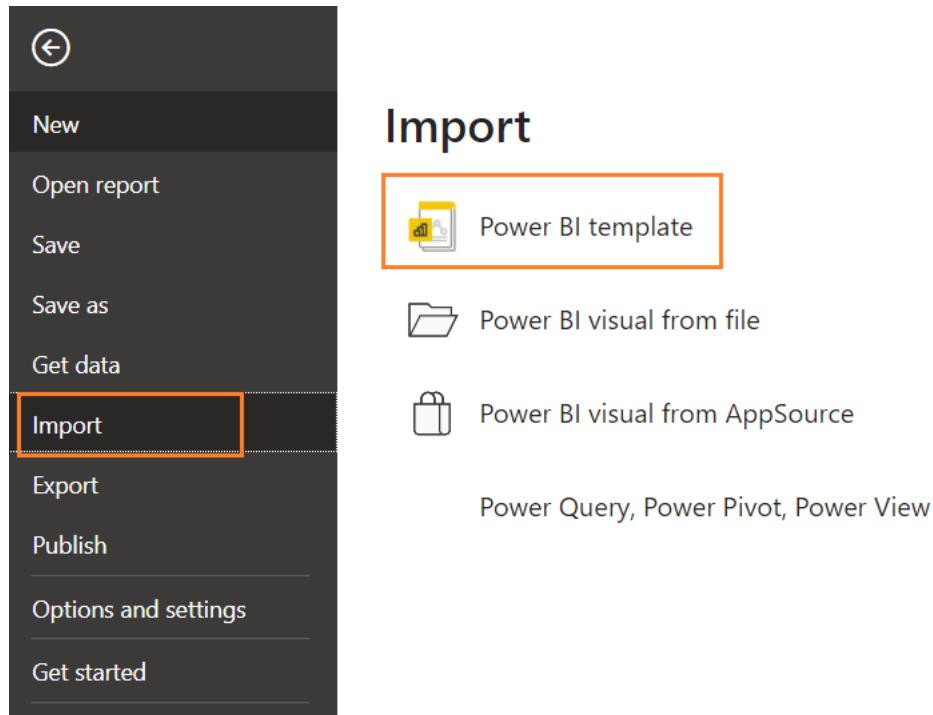 New
Open report
Save
Save as
Get data
Import
Export
Publish
Options and settings
Get started
Import
Power BI template
Power BI visual from file
Power BI visual from AppSource
Power Query, Power Pivot, Power View